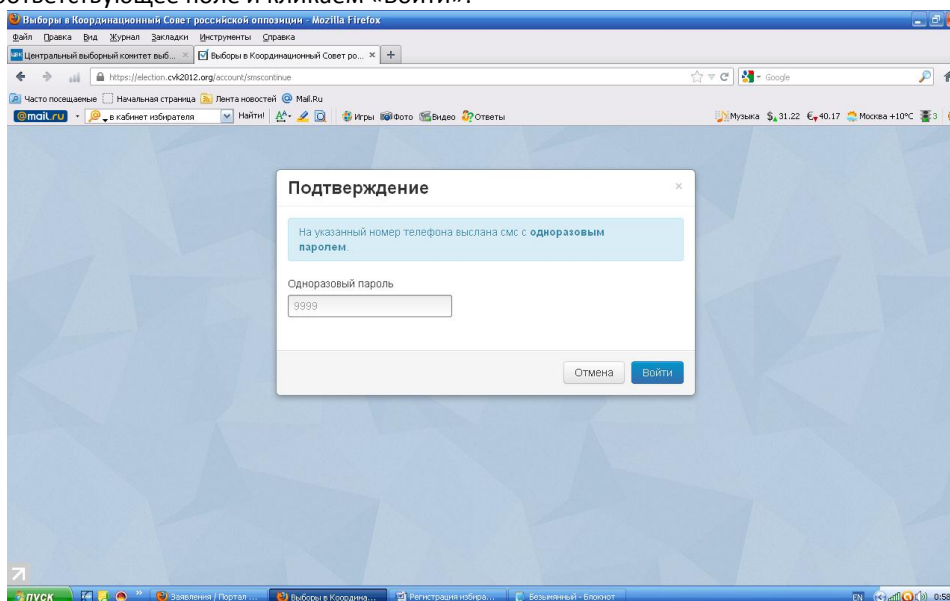 ответствующее поле и кликаем «Войти».
Выборы в Координационный Совет российской оппозиции - Mozilla Firefox
Файл Правка Вид Журнал Закладки Инструменты Справка
Центральный выборный комитет выб... × Выборы в Координационный Совет ро... × +
https://election.cvk2012.org/account/smscontinue Google
Часто посещаемые Начальная страница Лента новостей Mail.Ru
@mail.ru в кабинет избирателя Найти! Игры Фото Видео Ответы Музыка $ 31.22 € 40.17 Москва +10°C 3
Подтверждение ×
На указанный номер телефона выслана смс с одноразовым
паролем.
Одноразовый пароль
9999
Отмена Войти
пуск Заявления / Портал ... Выборы в Координа... Регистрация избира... Безымянный - Блокнот EN